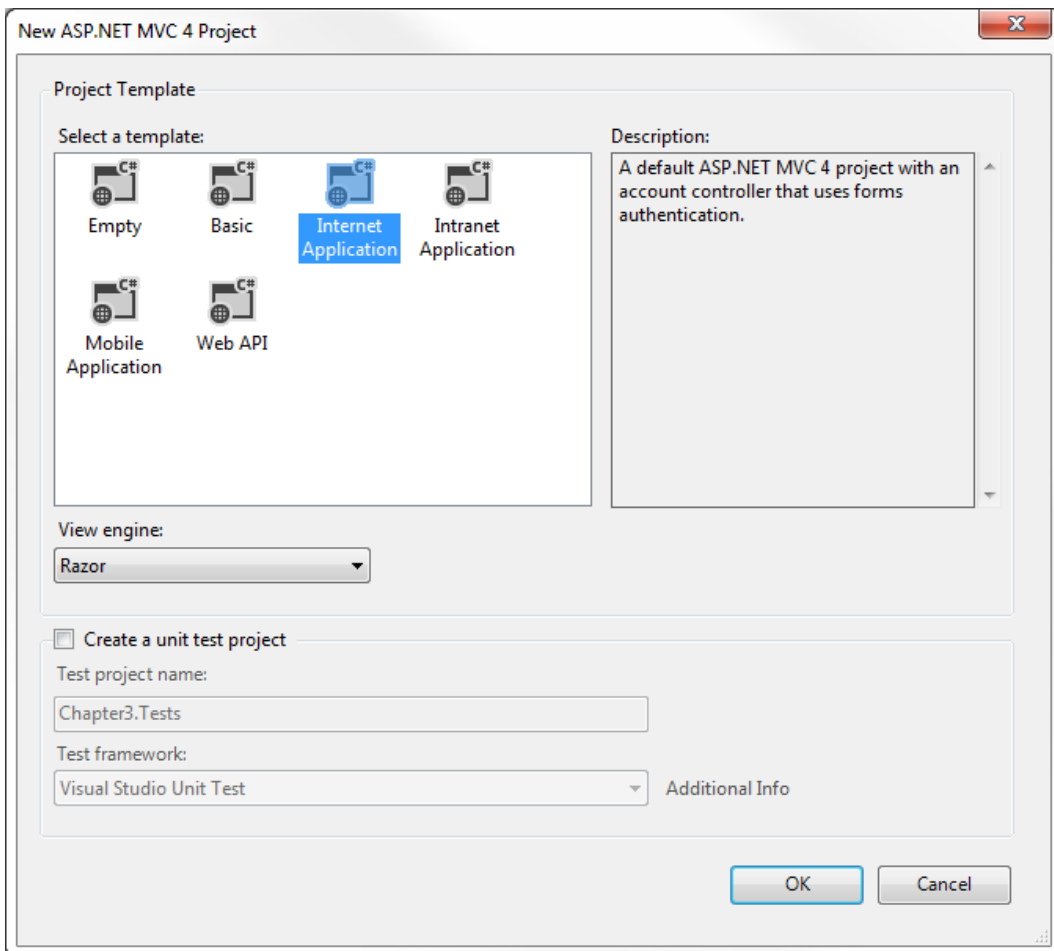 New ASP.NET MVC 4 Project
X
Project Template
Select a template:
Description:
C#
C#
C#
C#
Empty
Basic
Internet
Application
Intranet
Application
A default ASP.NET MVC 4 project with an
account controller that uses forms
authentication.
C#
C#
Mobile
Application
Web API
View engine:
Razor
Create a unit test project
Test project name:
Chapter3.Tests
Test framework:
Visual Studio Unit Test
Additional Info
OK
Cancel